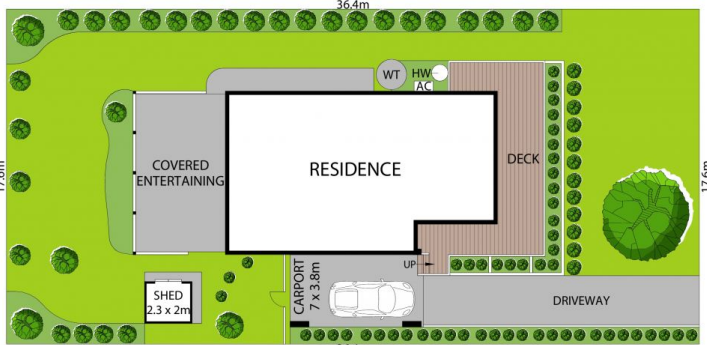 36.4m
WT
HW
AC
COVERED
ENTERTAINING
RESIDENCE
DECK
17.6m
UP
CARPORT
7 x 3.8m
SHED
2.3 x 2m
DRIVEWAY